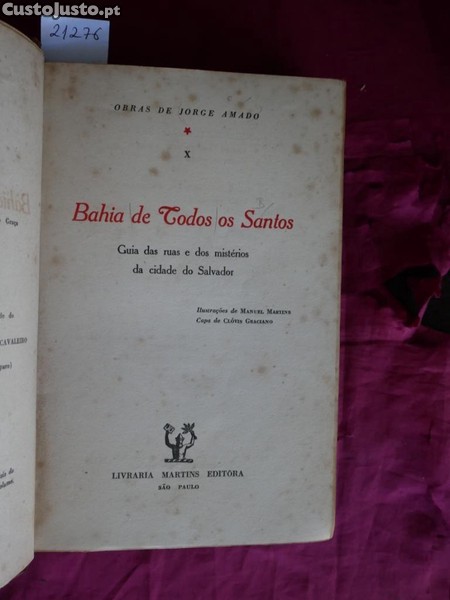 CustoJusto.pt
21276
OBRAS DE JORGE AMADO
X
Bahia de Todos os Santos
Guia das ruas e dos mistérios
da cidade do Salvador
Ilustrações de MANUEL MARTINS
Capa de CLÓVIS GRACIANO
LIVRARIA MARTINS EDITÔRA
SÃO PAULO
CAVALEIRO